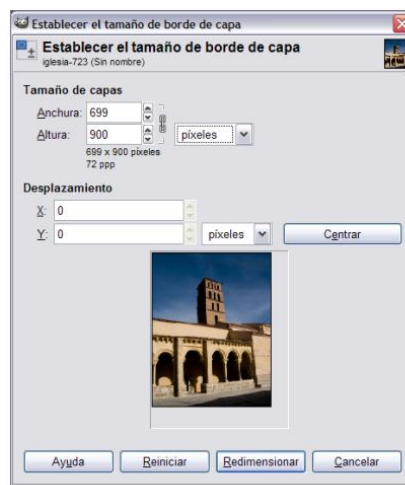 Establecer el tamaño de borde de capa
Establecer el tamaño de borde de capa
iglesia-723 (Sin nombre)
Tamaño de capas
Anchura: 699
Altura: 900 píxeles
699 x 900 píxeles
72 ppp
Desplazamiento
X: 0
Y: 0 píxeles Centrar
Ayuda Reiniciar Redimensionar Cancelar